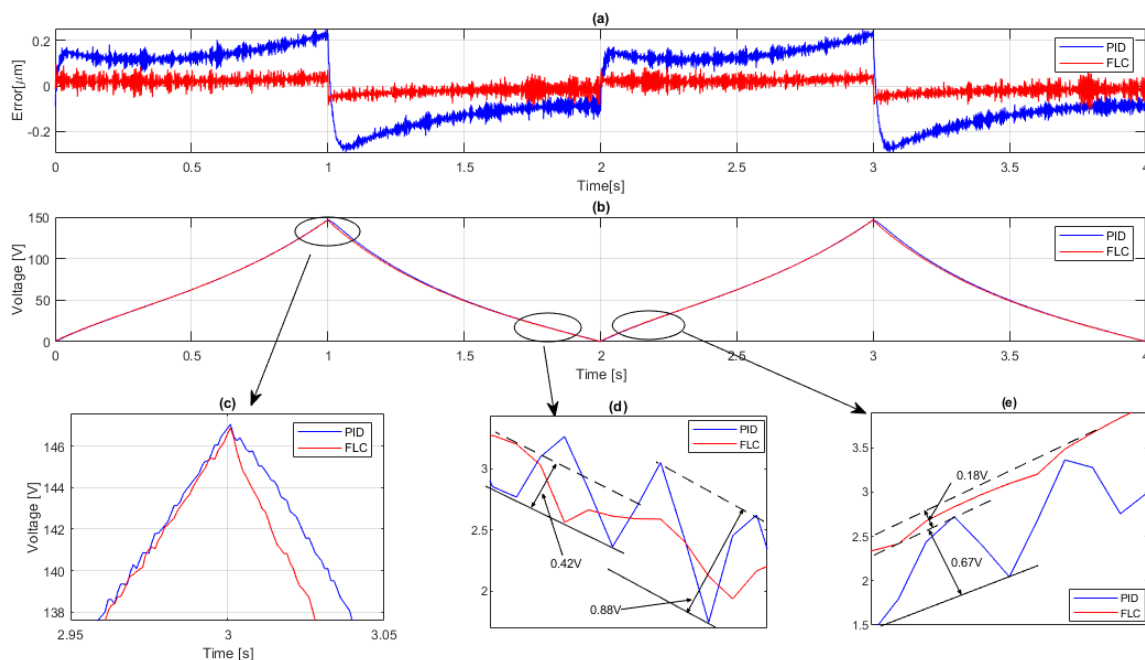 (a)
0.2
0
-0.2
Error[μm]
PID
FLC
0 0.5 1 1.5 2 2.5 3 3.5 4
Time[s]
(b)
150
100
50
0
Voltage [V]
PID
FLC
0 0.5 1 1.5 2 2.5 3 3.5 4
Time [s]
(c)
146
144
142
140
138
Voltage [V]
PID
FLC
2.95 3 3.05
Time [s]
(d)
3
2.5
2
PID
FLC
0.42V
0.88V
(e)
3.5
3
2.5
2
1.5
0.18V
0.67V
PID
FLC